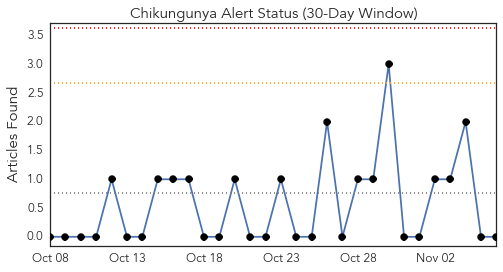 Chikungunya Alert Status (30-Day Window)
Articles Found
3.5
3.0
2.5
2.0
1.5
1.0
0.5
0.0
Oct 08
Oct 13
Oct 18
Oct 23
Oct 28
Nov 02